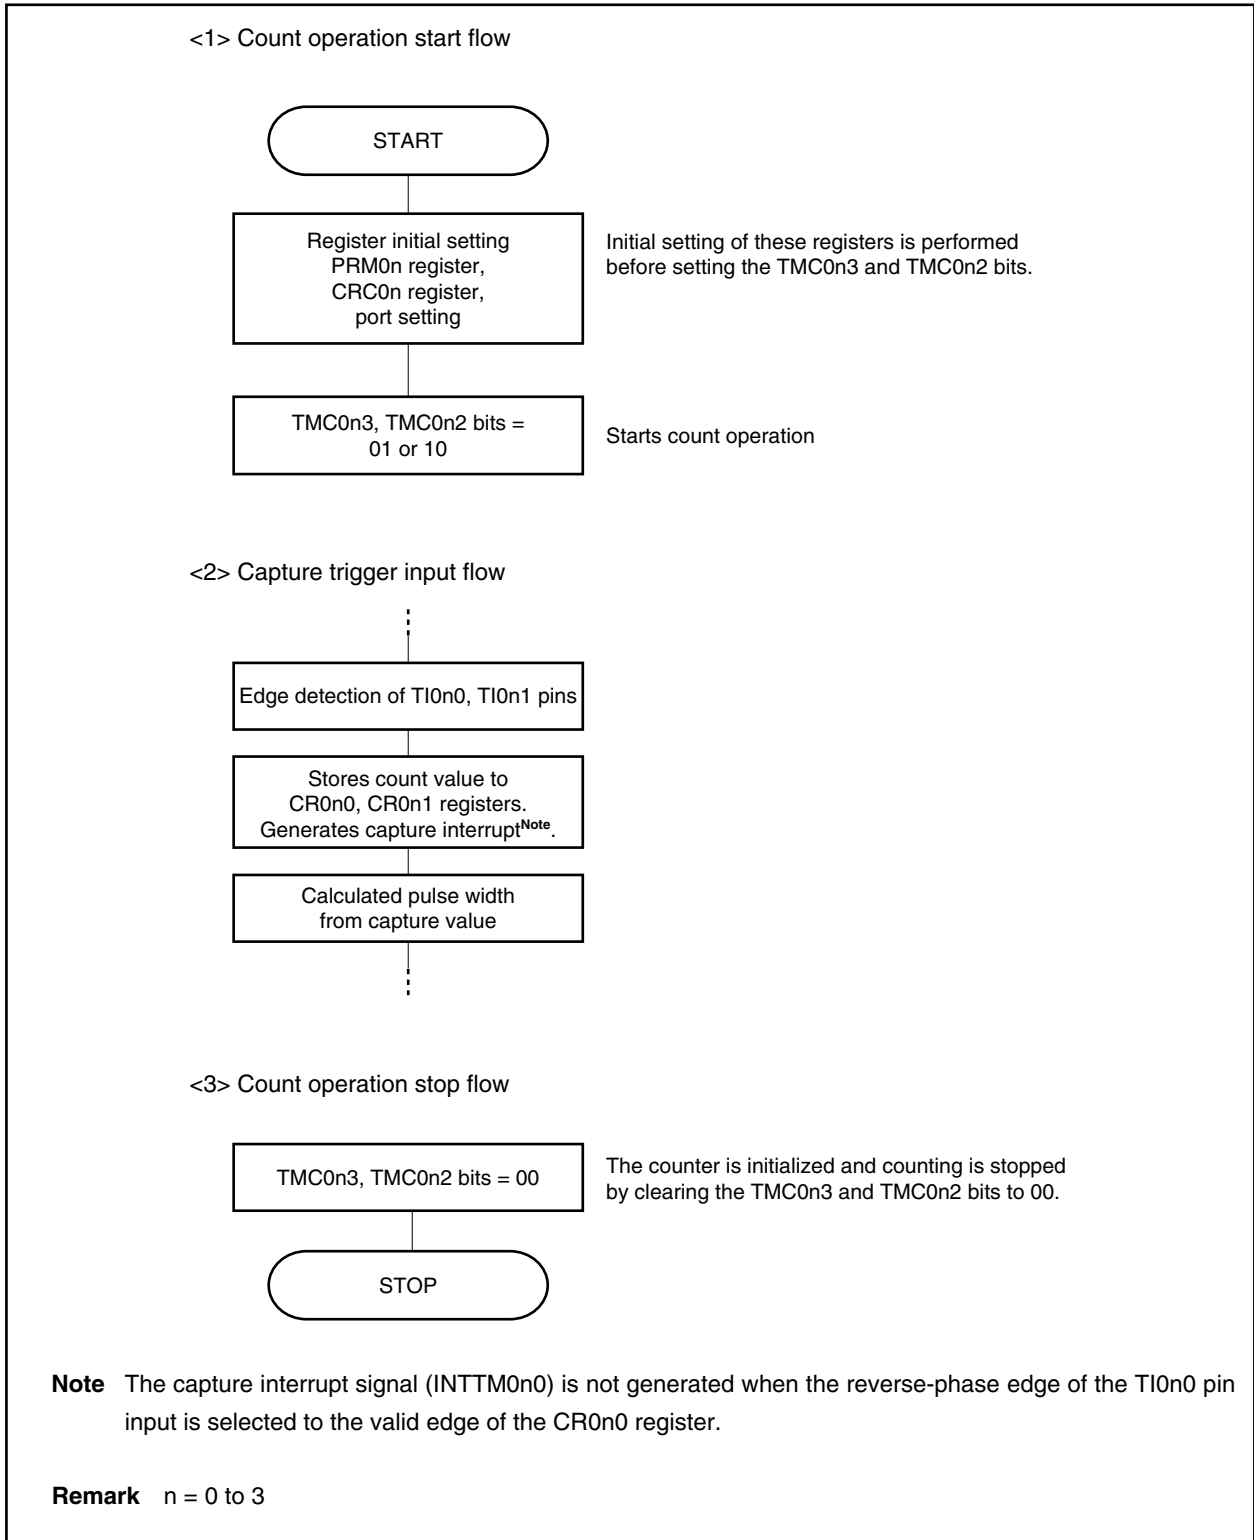 <1> Count operation start flow
START
Register initial setting
PRM0n register,
CRC0n register,
port setting
Initial setting of these registers is performed
before setting the TMC0n3 and TMC0n2 bits.
TMC0n3, TMC0n2 bits =
01 or 10
Starts count operation
<2> Capture trigger input flow
Edge detection of TI0n0, TI0n1 pins
Stores count value to
CR0n0, CR0n1 registers.
Generates capture interruptNote.
Calculated pulse width
from capture value
<3> Count operation stop flow
TMC0n3, TMC0n2 bits = 00
The counter is initialized and counting is stopped
by clearing the TMC0n3 and TMC0n2 bits to 00.
STOP
Note The capture interrupt signal (INTTM0n0) is not generated when the reverse-phase edge of the TI0n0 pin
input is selected to the valid edge of the CR0n0 register.
Remark n = 0 to 3